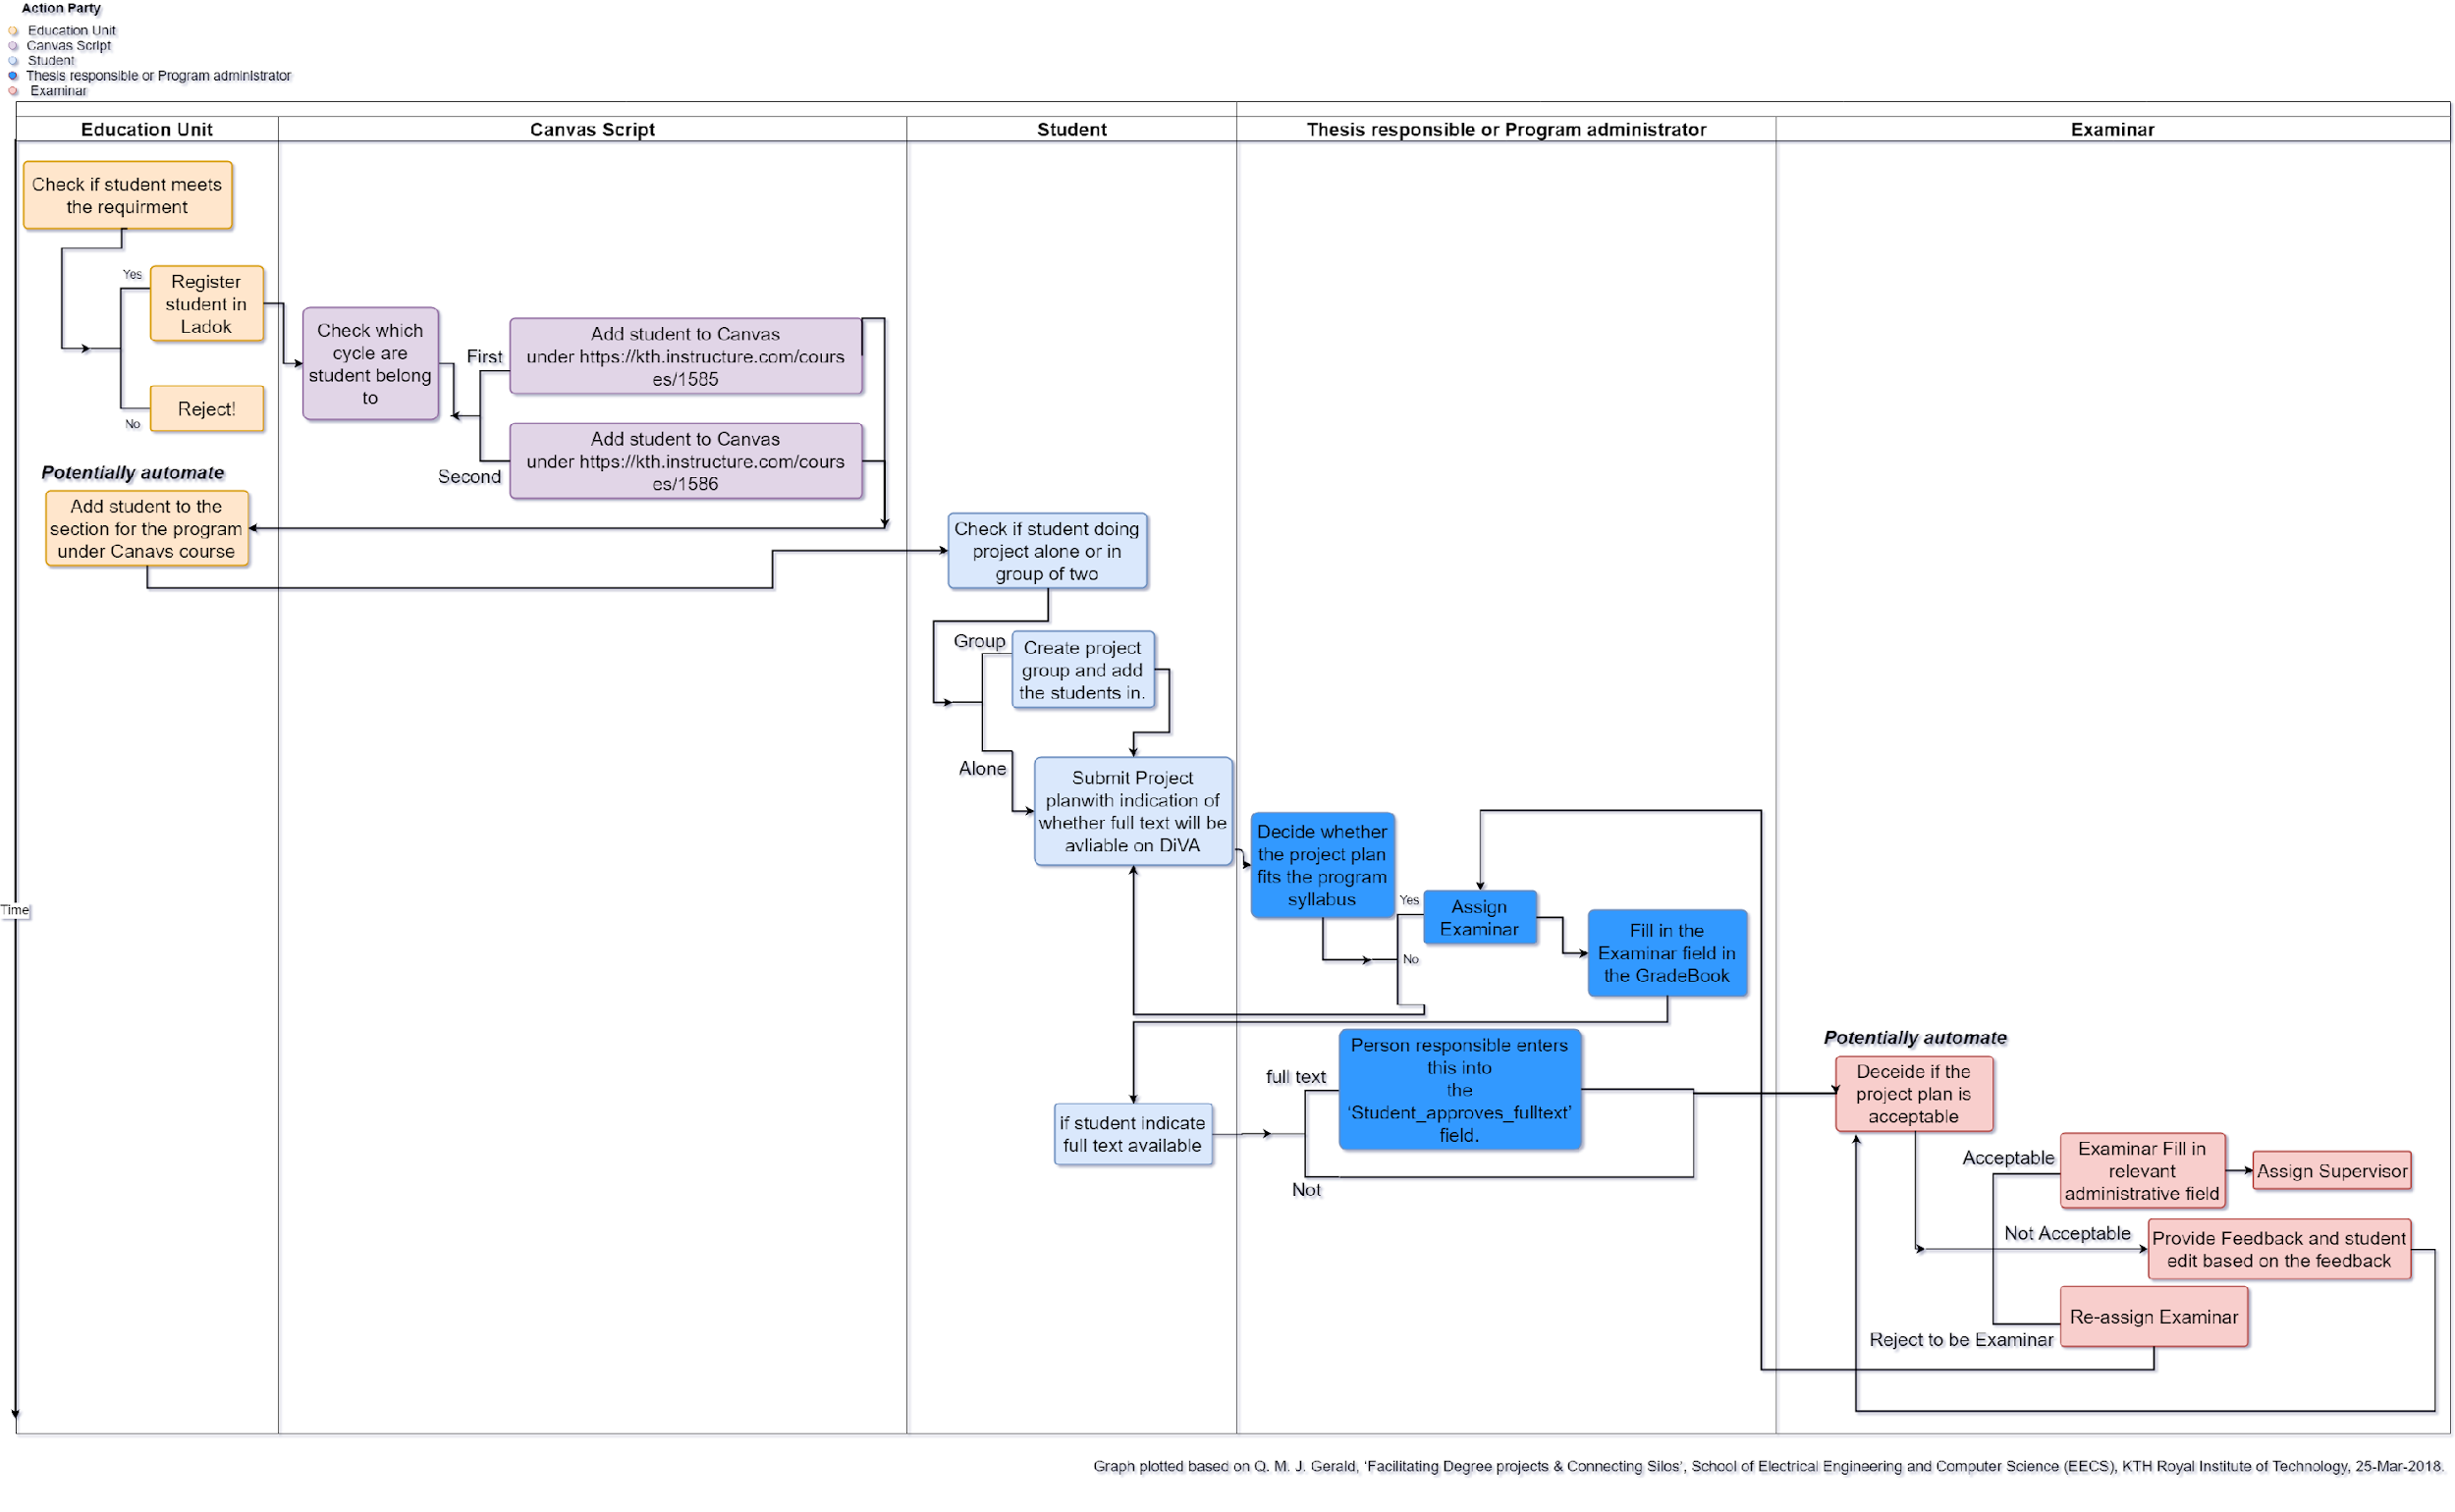 Action Party
Education Unit
Canvas Script
Student
Thesis responsible or Program administrator
Examinar
Education Unit
Canvas Script
Student
Thesis responsible or Program administrator
Examinar
Check if student meets
the requirment
Yes
Register
student in
Ladok
No
Reject!
Check which
cycle are
student belong
to
First
Add student to Canvas
under https://kth.instructure.com/cours
es/1585
Second
Add student to Canvas
under https://kth.instructure.com/cours
es/1586
Potentially automate
Add student to the
section for the program
under Canavs course
Check if student doing
project alone or in
group of two
Group
Create project
group and add
the students in.
Alone
Submit Project
planwith indication of
whether full text will be
avliable on DiVA
Decide whether
the project plan
fits the program
syllabus
Yes
Assign
Examinar
No
Fill in the
Examinar field in
the GradeBook
Time
if student indicate
full text available
full text
Person responsible enters
this into
the
‘Student_approves_fulltext’
field.
Not
Potentially automate
Deceide if the
project plan is
acceptable
Acceptable
Examinar Fill in
relevant
administrative field
Assign Supervisor
Not Acceptable
Provide Feedback and student
edit based on the feedback
Re-assign Examinar
Reject to be Examinar
Graph plotted based on Q. M. J. Gerald, ‘Facilitating Degree projects & Connecting Silos’, School of Electrical Engineering and Computer Science (EECS), KTH Royal Institute of Technology, 25-Mar-2018.